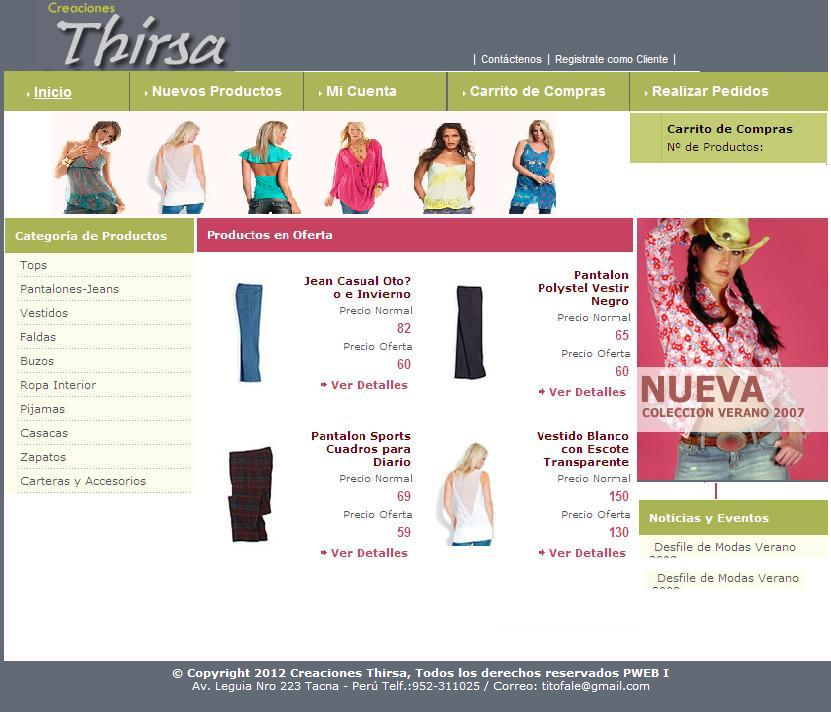 Creaciones
Thirsa
| Contáctenos | Registrate como Cliente |
Inicio
Nuevos Productos
Mi Cuenta
Carrito de Compras
Realizar Pedidos
Carrito de Compras
Nº de Productos:
Categoría de Productos
Tops
Pantalones-Jeans
Vestidos
Faldas
Buzos
Ropa Interior
Pijamas
Casacas
Zapatos
Carteras y Accesorios
Productos en Oferta
Jean Casual Oto?
o e Invierno
Precio Normal
82
Precio Oferta
60
Ver Detalles
Pantalon
Polystel Vestir
Negro
Precio Normal
65
Precio Oferta
60
Ver Detalles
Pantalon Sports
Cuadros para
Diario
Precio Normal
69
Precio Oferta
59
Ver Detalles
Vestido Blanco
con Escote
Transparente
Precio Normal
150
Precio Oferta
130
Ver Detalles
NUEVA
COLECCION VERANO 2007
Noticias y Eventos
Desfile de Modas Verano
Desfile de Modas Verano
© Copyright 2012 Creaciones Thirsa, Todos los derechos reservados PWEB I
Av. Leguia Nro 223 Tacna - Perú Telf.:952-311025 / Correo: titofale@gmail.com